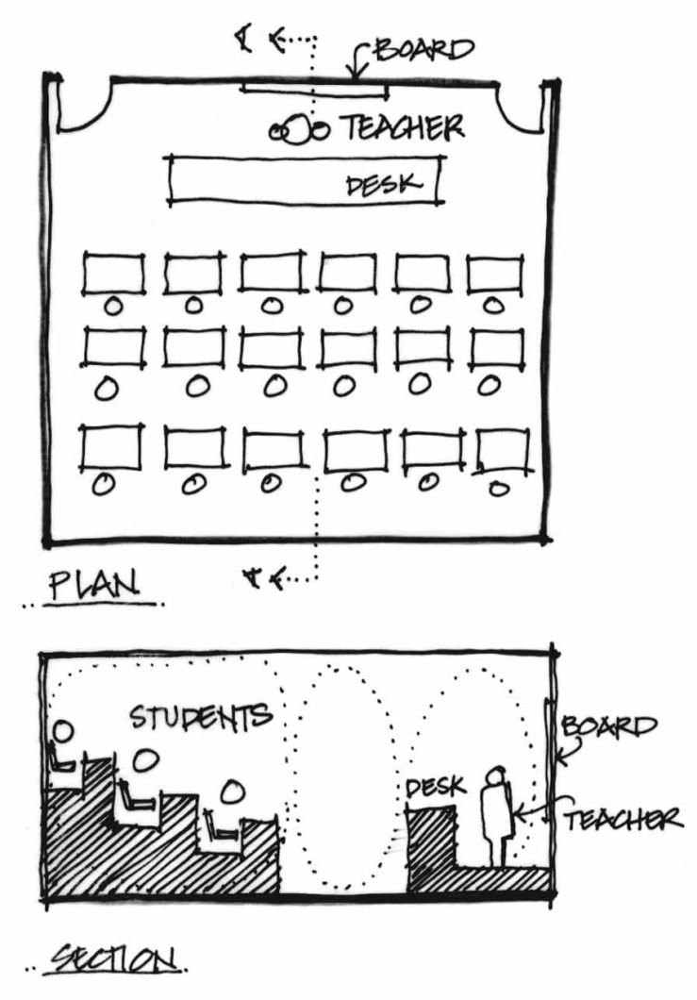 BOARD
TEACHER
DESK
PLAN
STUDENTS
BOARD
DESK
TEACHER
SECTION